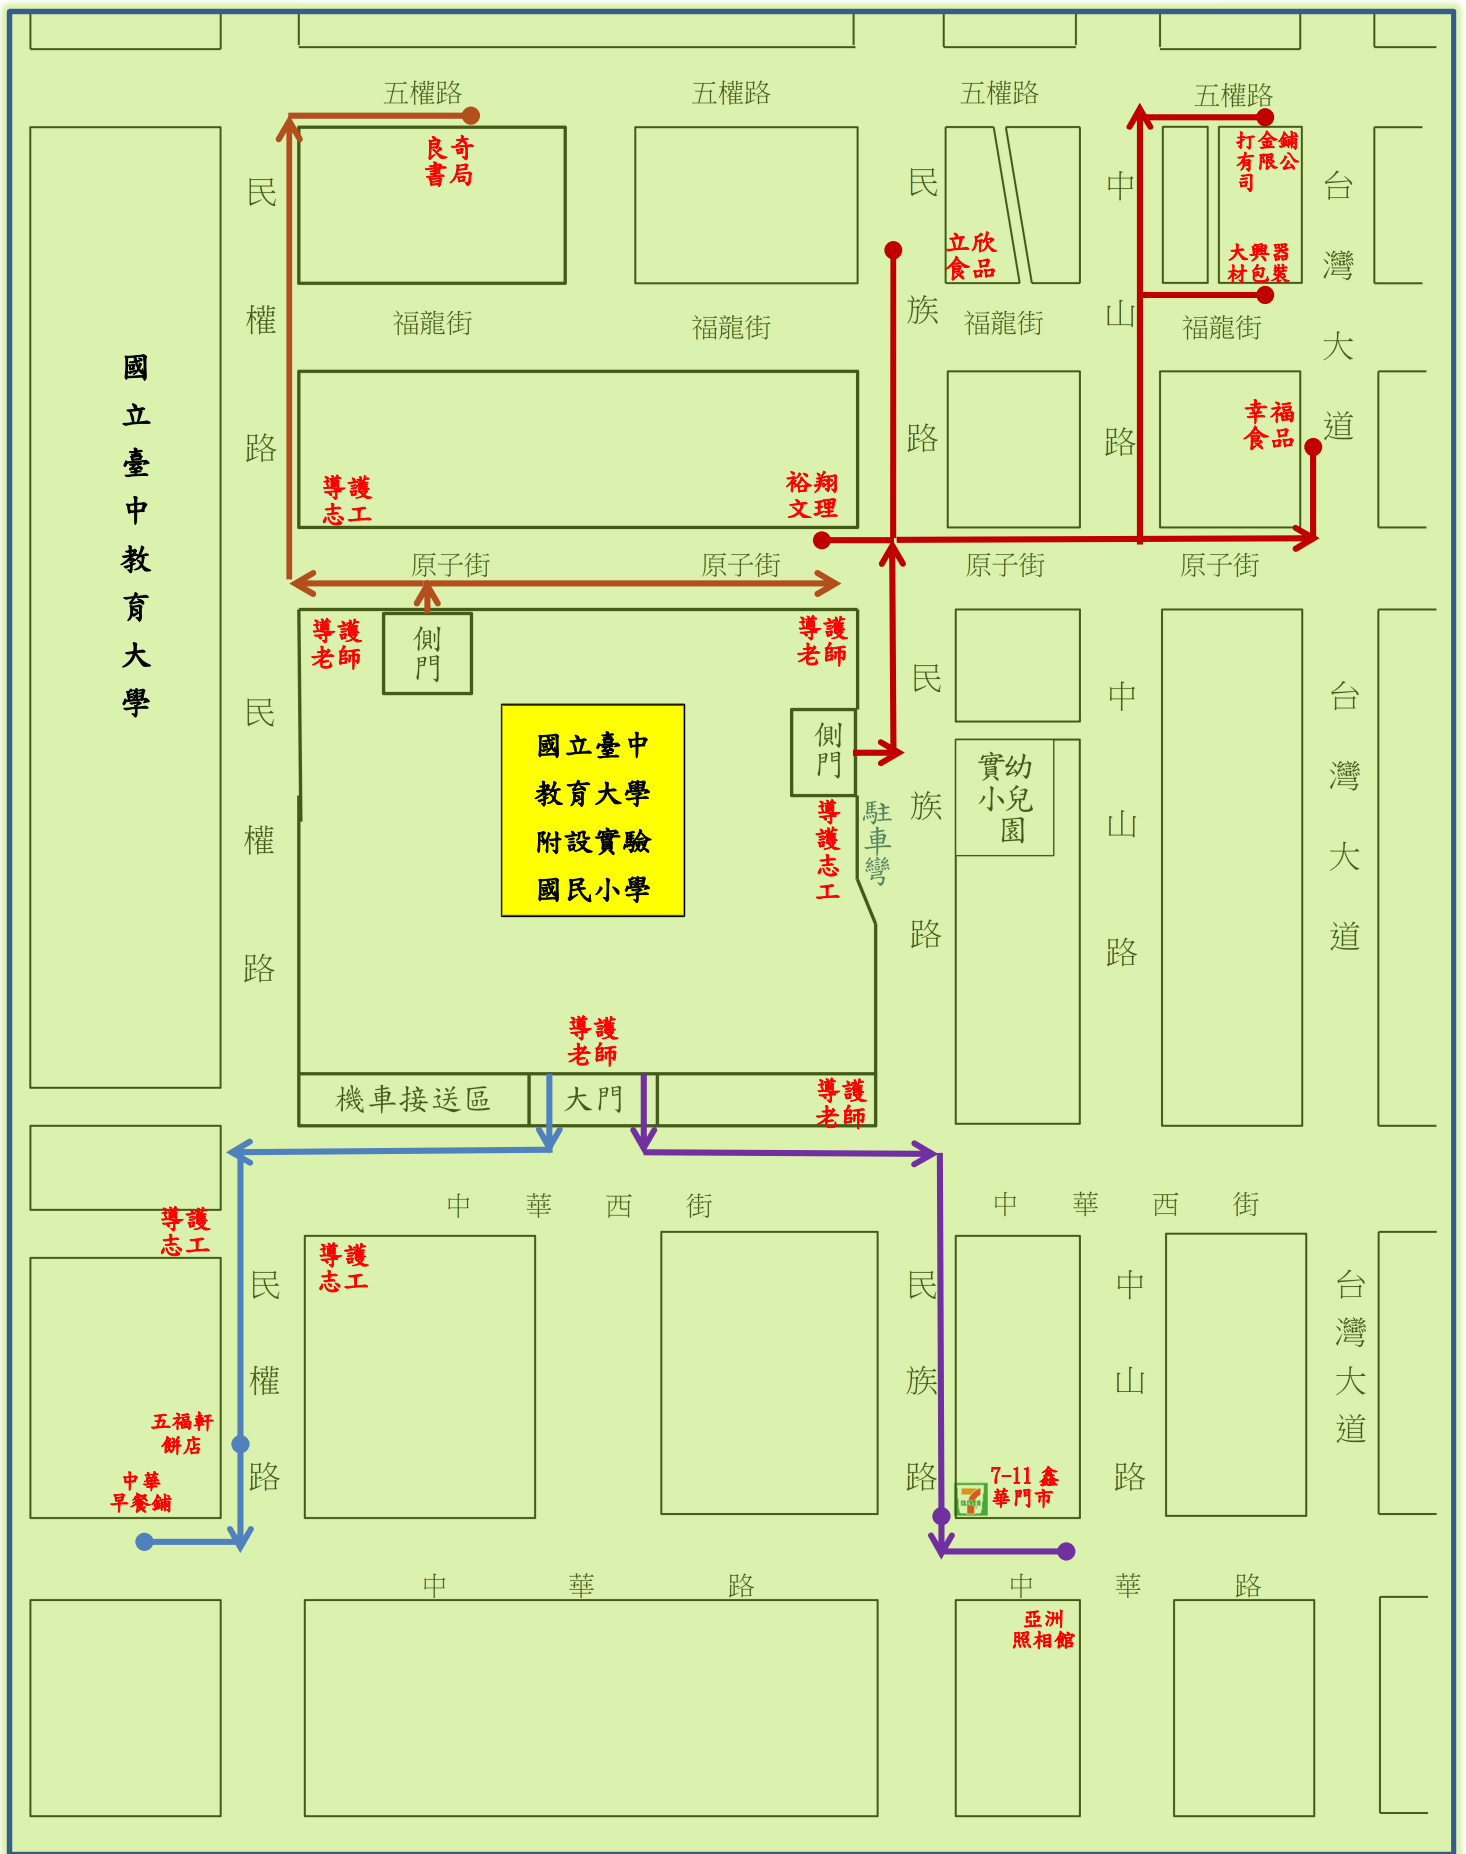 五權路
五權路
五權路
五權路
良奇
書局
打金鋪
有限公
司
民
權
路
民
族
路
中
山
路
台
灣
大
道
立欣
食品
大興器
材包裝
福龍街
福龍街
福龍街
福龍街
國
立
臺
中
教
育
大
學
幸福
食品
導護
志工
裕翔
文理
原子街
原子街
原子街
原子街
導護
老師
側
門
導護
老師
民
權
路
國立臺中
教育大學
附設實驗
國民小學
側
門
導
護
志
工
駐
車
彎
民
族
路
實幼
小兒
園
中
山
路
台
灣
大
道
導護
老師
機車接送區
大門
導護
老師
中華西街
中華西街
導護
志工
導護
志工
民
權
路
民
族
路
中
山
路
台
灣
大
道
五福軒
餅店
中華
早餐鋪
7-11 鑫
華門市
中華路
中華路
亞洲
照相館